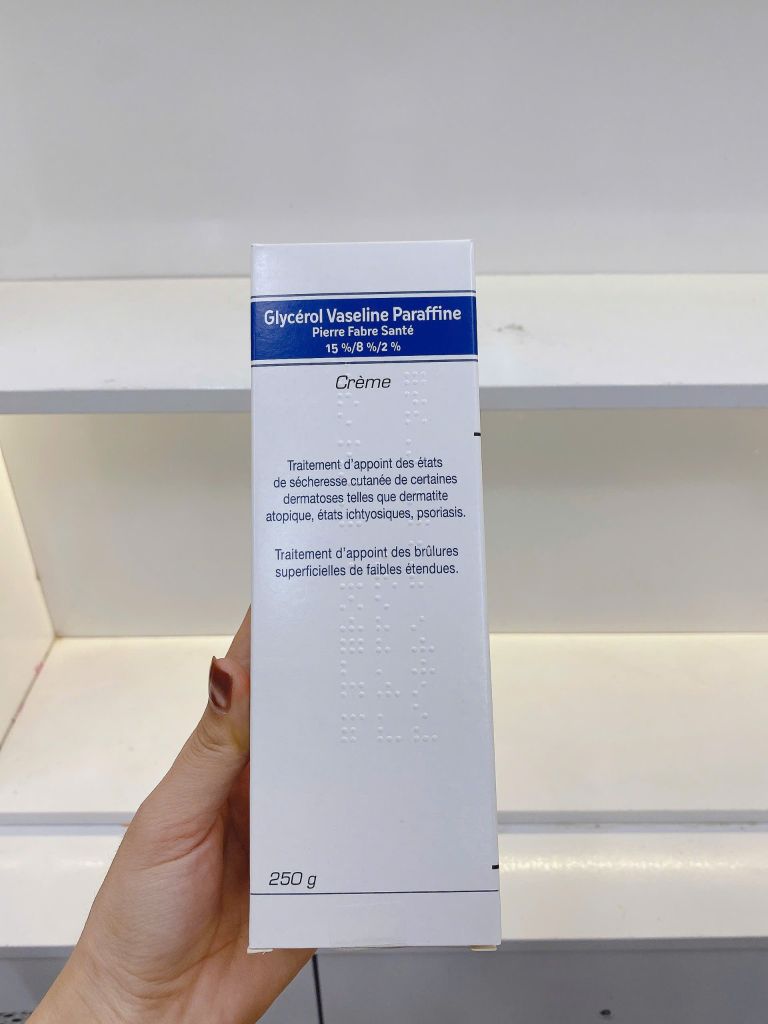 Glycérol Vaseline Paraffine
Pierre Fabre Santé
15 %/8 %/2 %
Crème
Traitement d'appoint des états
de sécheresse cutanée de certaines
dermatoses telles que dermatite
atopique, états ichtyosiques, psoriasis.
Traitement d'appoint des brûlures
superficielles de faibles étendues.
250 g